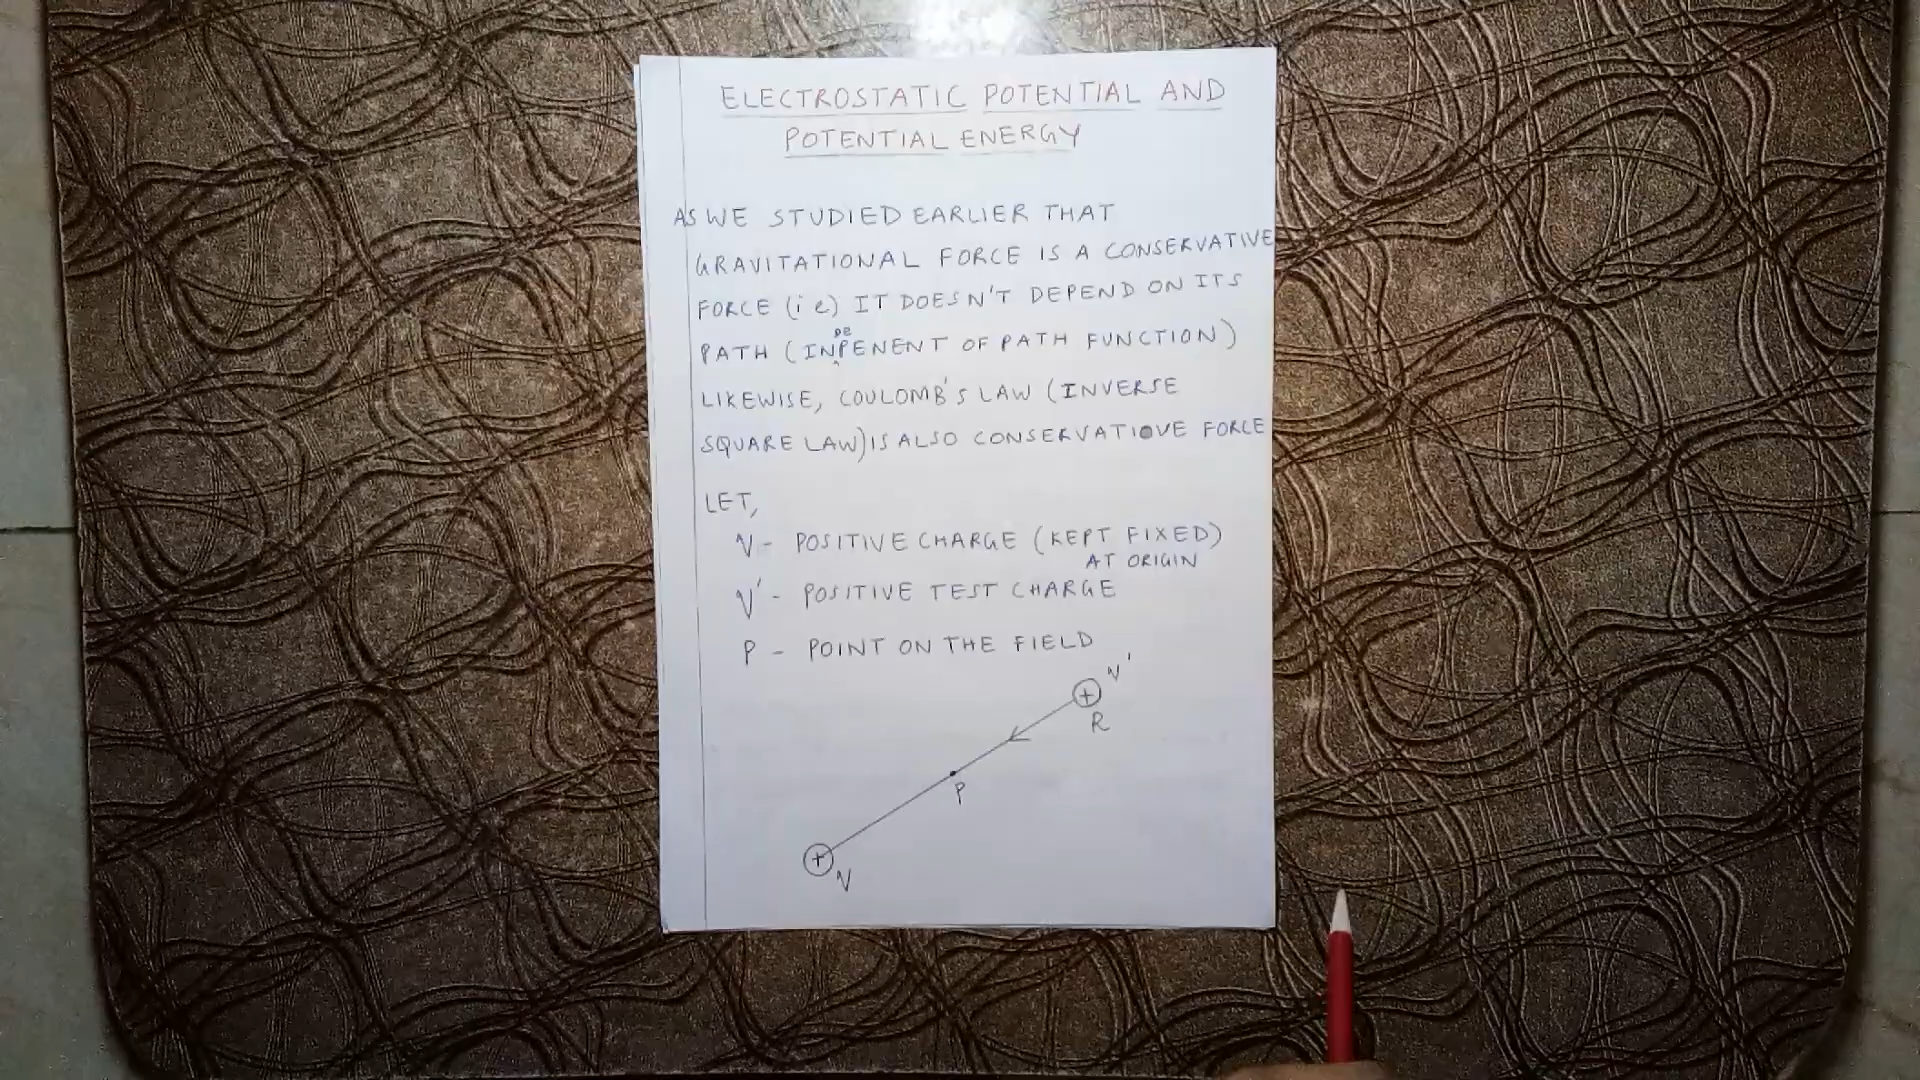 ELECTROSTATIC POTENTIAL AND
POTENTIAL ENERGY
AS WE STUDIED EARLIER THAT
GRAVITATIONAL FORCE IS A CONSERVATIVE
FORCE (i e) IT DOESN'T DEPEND ON ITS
DE
PATH (INPENENT OF PATH FUNCTION)
LIKEWISE, COULOMB'S LAW (INVERSE
SQUARE LAW) IS ALSO CONSERVATIVE FORCE
LET,
q - POSITIVE CHARGE (KEPT FIXED)
AT ORIGIN
q' - POSITIVE TEST CHARGE
P - POINT ON THE FIELD
+ q'
R
P
+ q